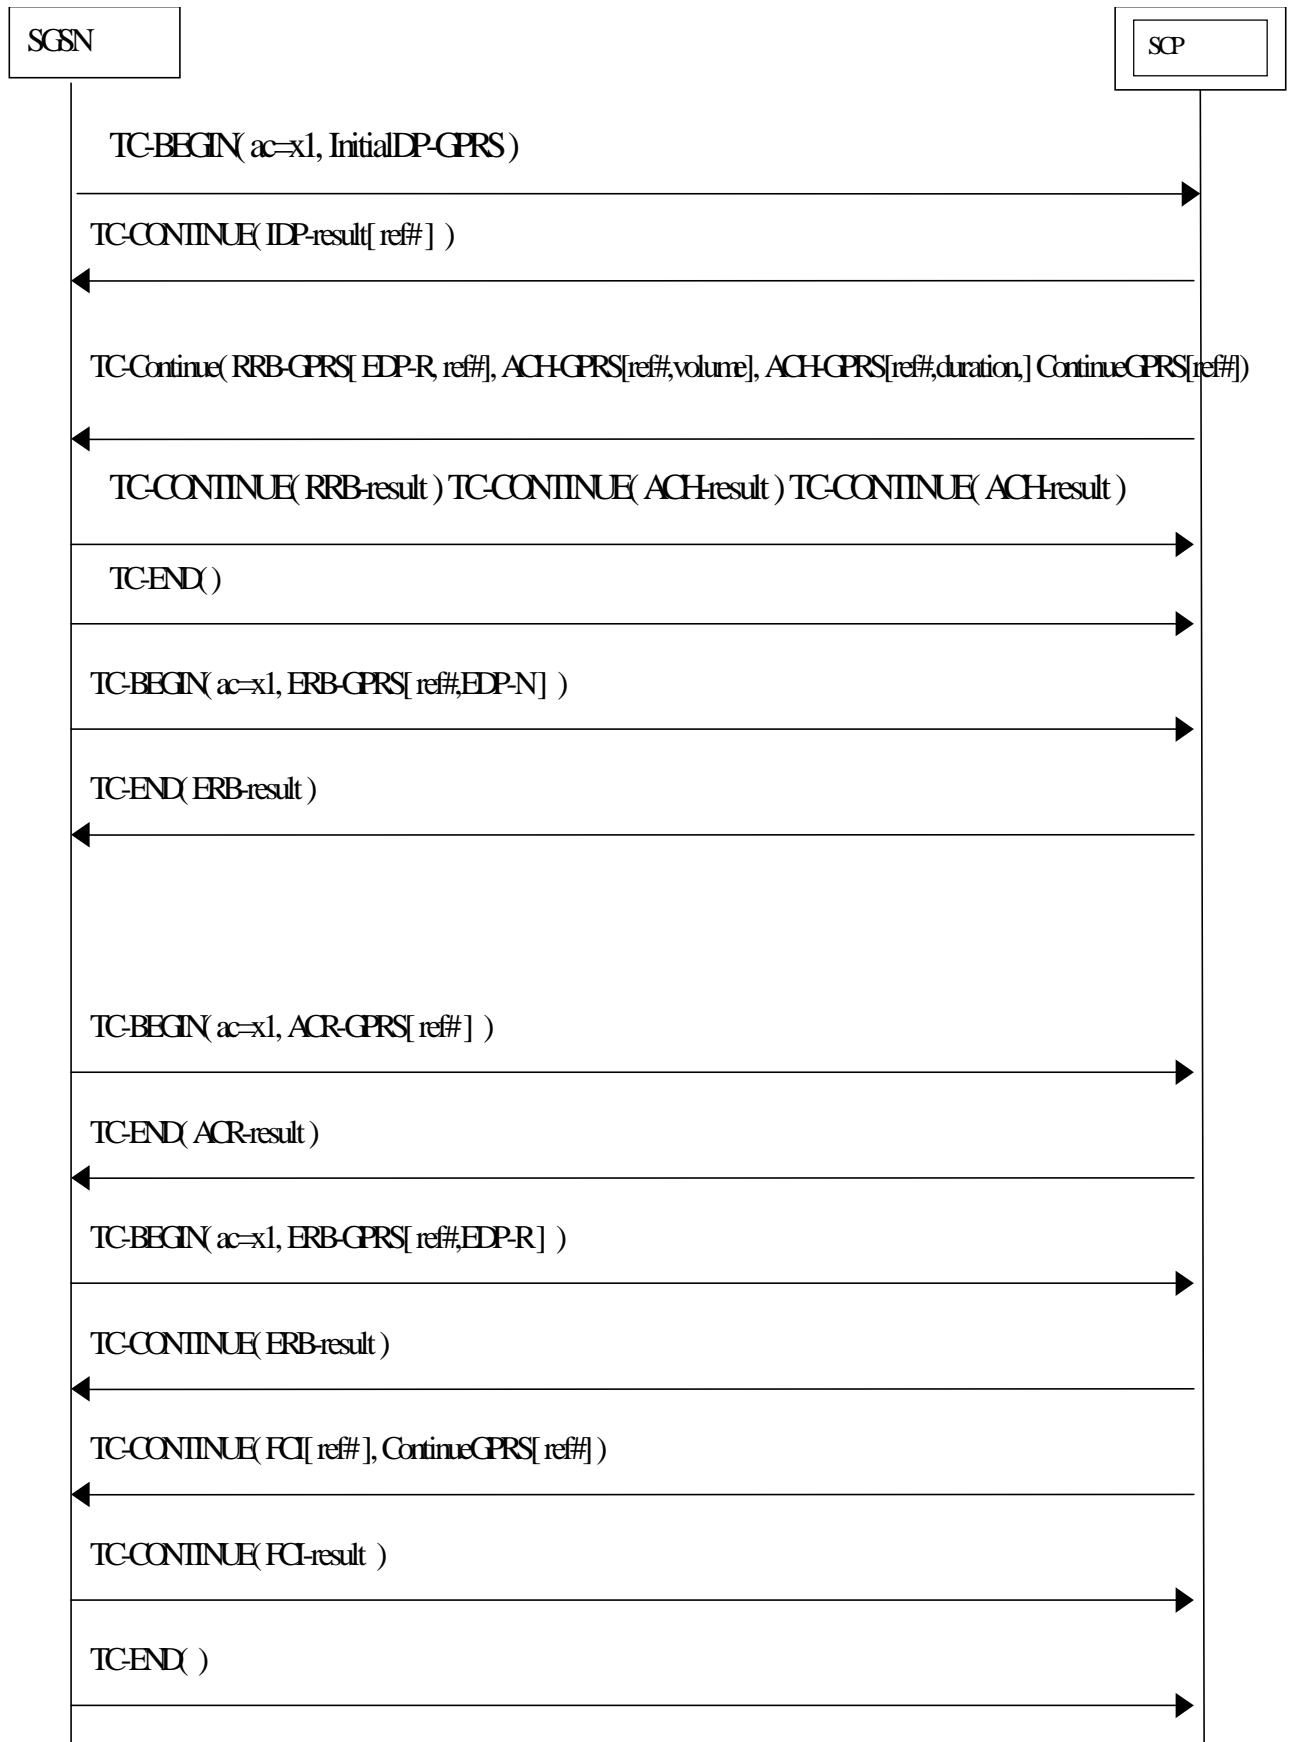 SGSN
SCP
TC-BEGIN( ac=x1, InitialDP-GPRS )
TC-CONTINUE( IDP-result[ ref# ] )
TC-Continue( RRB-GPRS[ EDP-R, ref#], ACH-GPRS[ref#,volume], ACH-GPRS[ref#,duration,] ContinueGPRS[ref#])
TC-CONTINUE( RRB-result ) TC-CONTINUE( ACH-result ) TC-CONTINUE( ACH-result )
TC-END( )
TC-BEGIN( ac=x1, ERB-GPRS[ ref#,EDP-N ] )
TC-END( ERB-result )
TC-BEGIN( ac=x1, ACR-GPRS[ ref# ] )
TC-END( ACR-result )
TC-BEGIN( ac=x1, ERB-GPRS[ ref#,EDP-R ] )
TC-CONTINUE( ERB-result )
TC-CONTINUE( FCI[ ref# ], ContinueGPRS[ ref#] )
TC-CONTINUE( FCI-result )
TC-END( )